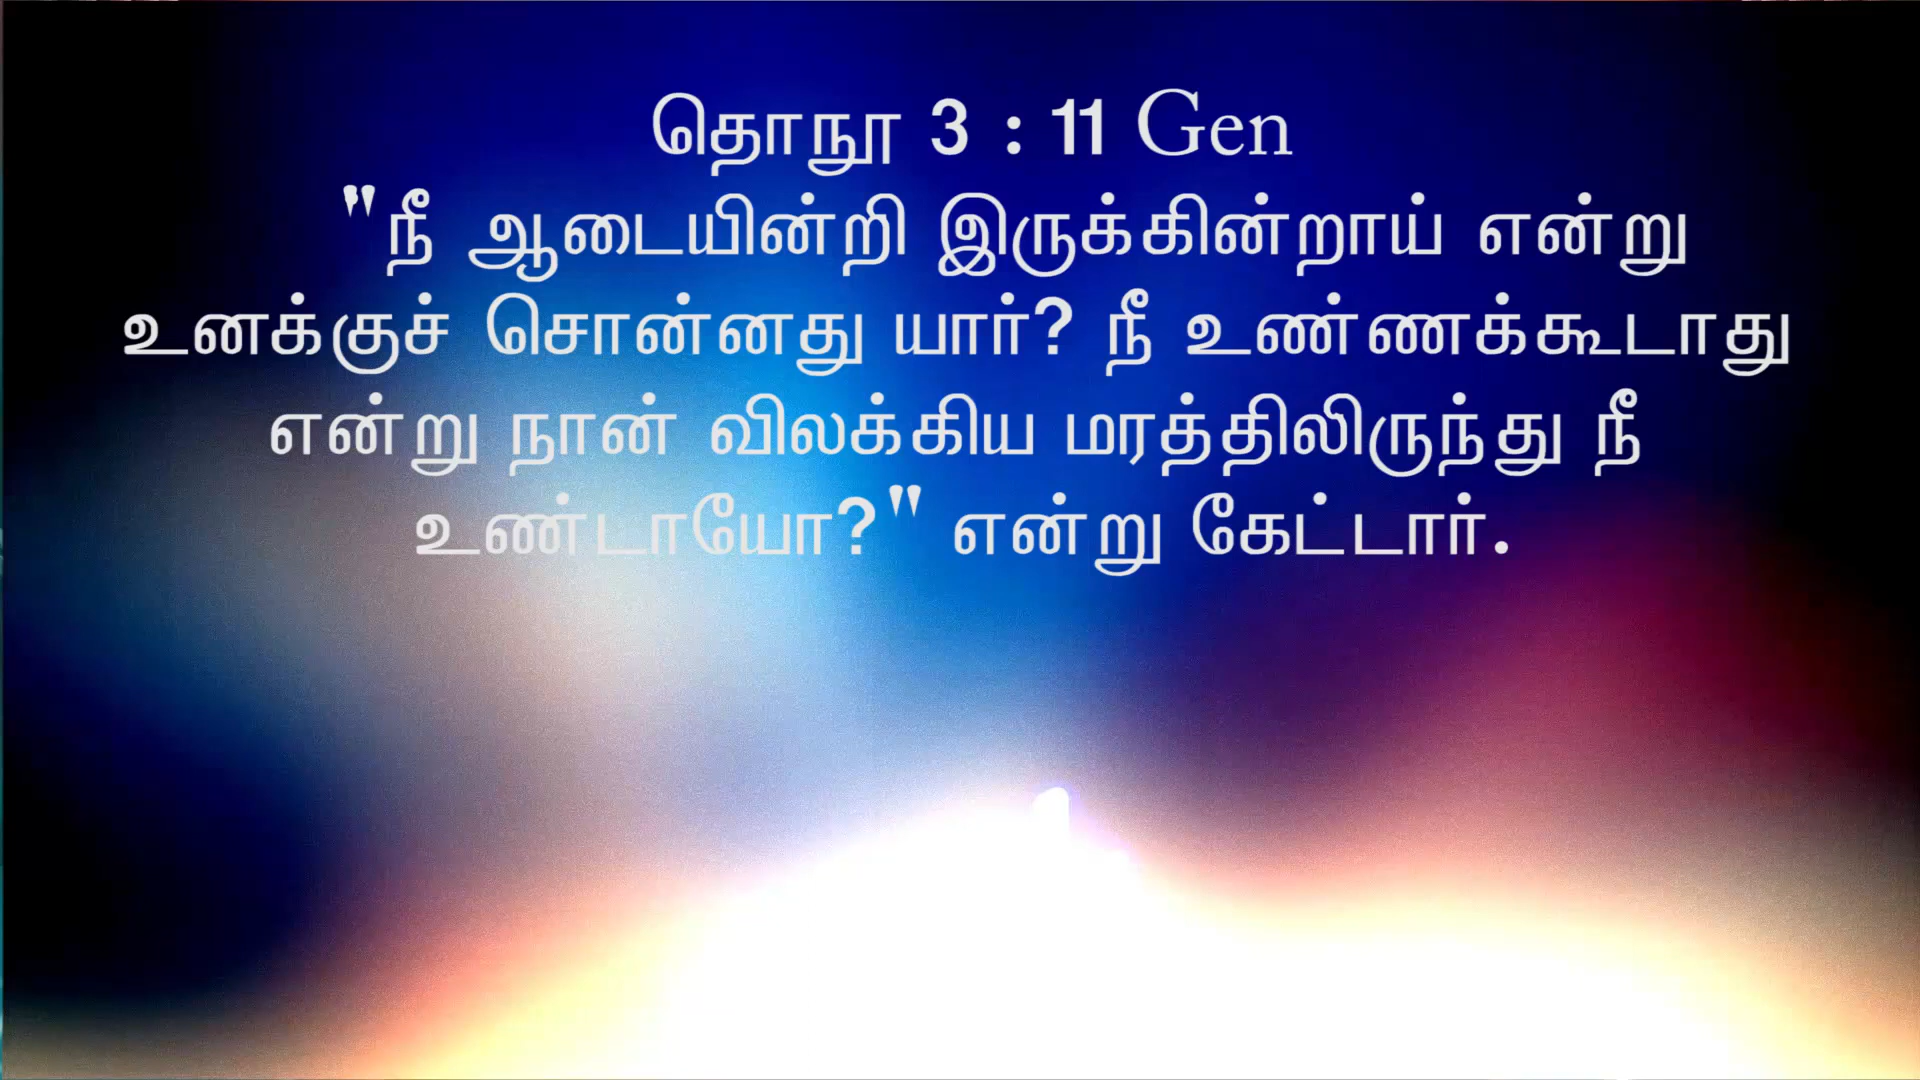 தொநூ 3 : 11 Gen
"நீ ஆடையின்றி இருக்கின்றாய் என்று
உனக்குச் சொன்னது யார்? நீ உண்ணக்கூடாது
என்று நான் விலக்கிய மரத்திலிருந்து நீ
உண்டாயோ?" என்று கேட்டார்.